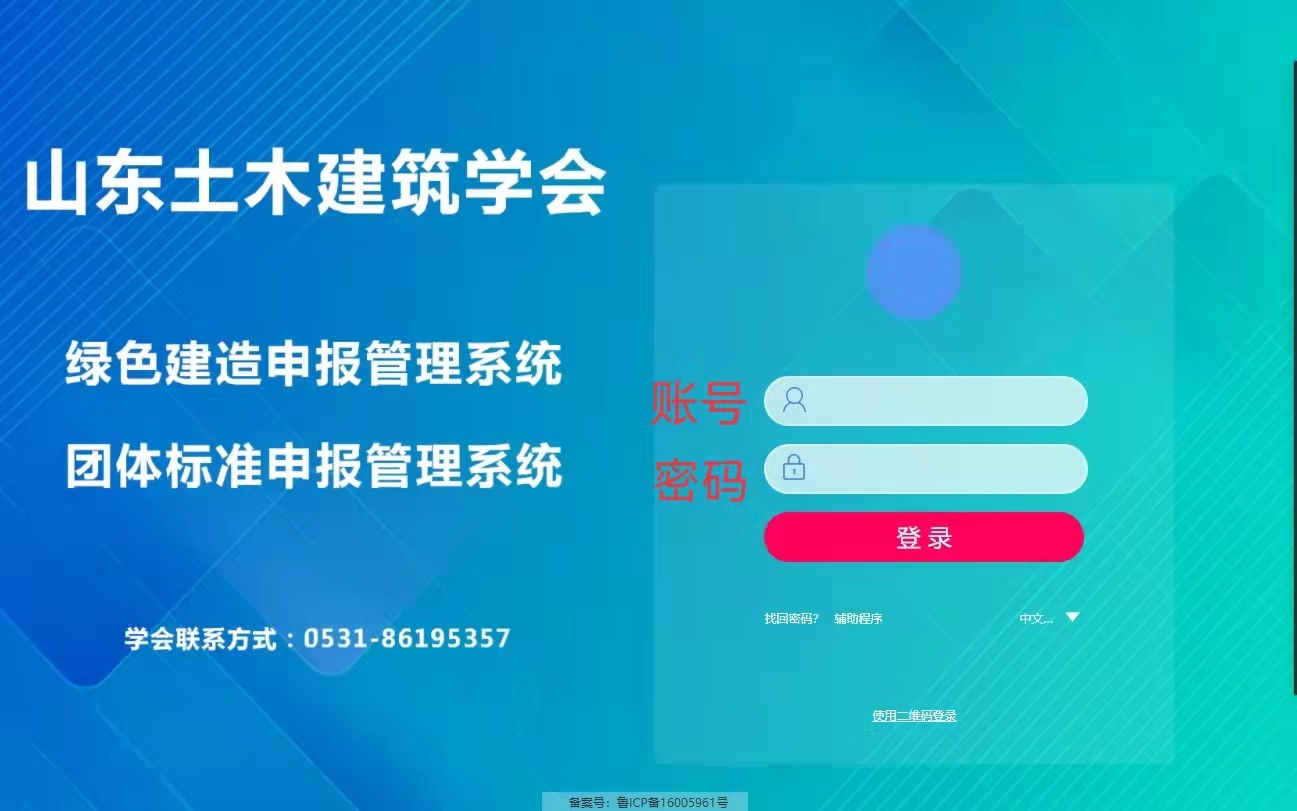 山东土木建筑学会
绿色建造申报管理系统
团体标准申报管理系统
学会联系方式：0531-86195357
账号
密码
登录
找回密码? 辅助程序 中文...
使用二维码登录
备案号：鲁ICP备16005961号